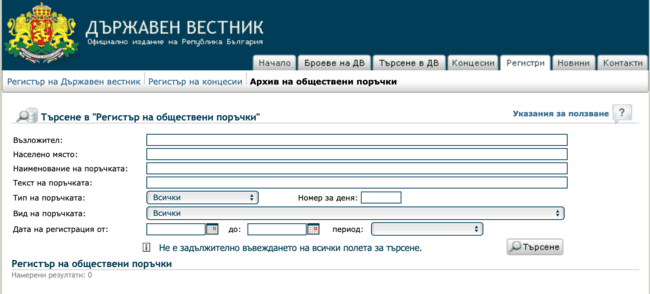 ДЪРЖАВЕН ВЕСТНИК
Официално издание на Република България
Начало Броеве на ДВ Търсене в ДВ Концесии Регистри Новини Контакти
Регистър на Държавен вестник Регистър на концесии Архив на обществени поръчки
Търсене в "Регистър на обществени поръчки"
Указания за ползване ?
Възложител:
Населено място:
Наименование на поръчката:
Текст на поръчката:
Тип на поръчката: Всички Номер за деня:
Вид на поръчката: Всички
Дата на регистрация от: до: период:
i Не е задължително въвеждането на всички полета за търсене. Търсене
Регистър на обществени поръчки
Намерени резултати: 0